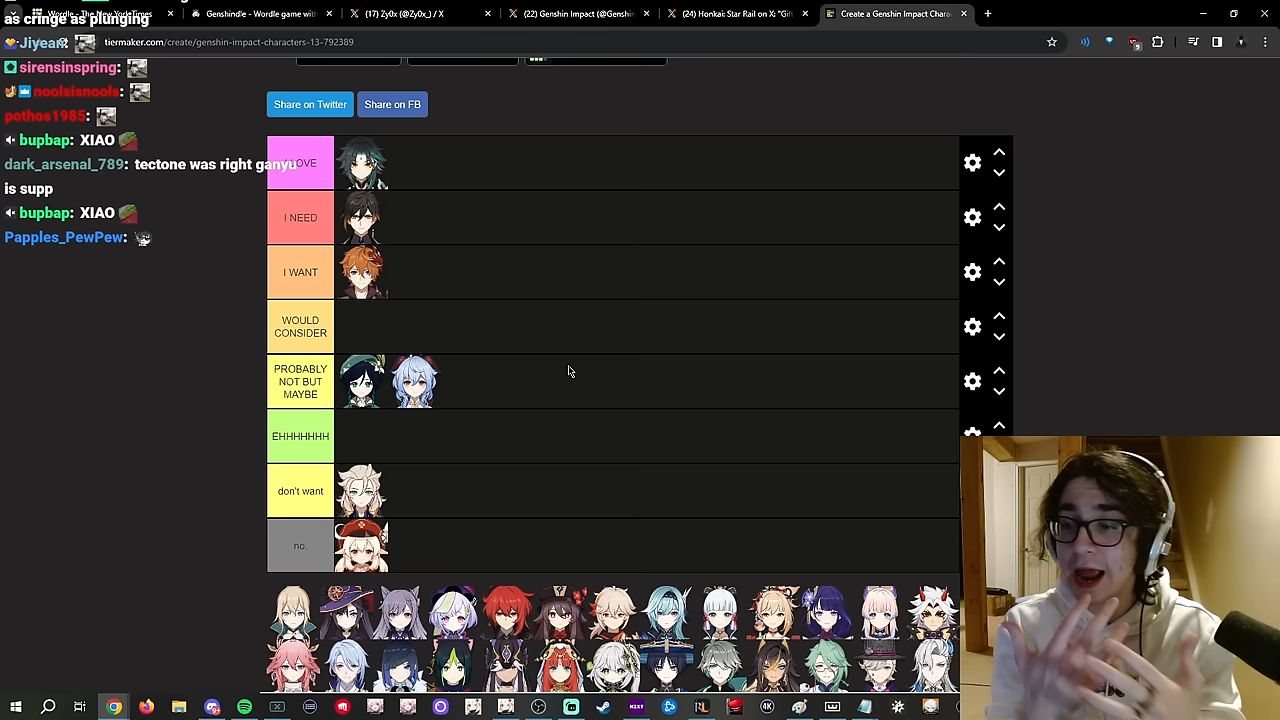 as cringe as plunging
Wordle - The New York Times
Genshindle - Wordle game with
(17) Zy0x (@Zy0x_) / X
(22) Genshin Impact (@Genshin
(24) Honkai: Star Rail on X: "Gift
Create a Genshin Impact Chara
Jiyean:
tiermaker.com/create/genshin-impact-characters-13-792389
sirensinspring:
noolsisnools:
pothos1985:
bupbap: XIAO
dark_arsenal_789: tectone was right ganyu
is supp
bupbap: XIAO
Papples_PewPew:
Share on Twitter
Share on FB
LOVE
I NEED
I WANT
WOULD
CONSIDER
PROBABLY
NOT BUT
MAYBE
EHHHHHHH
don't want
no.